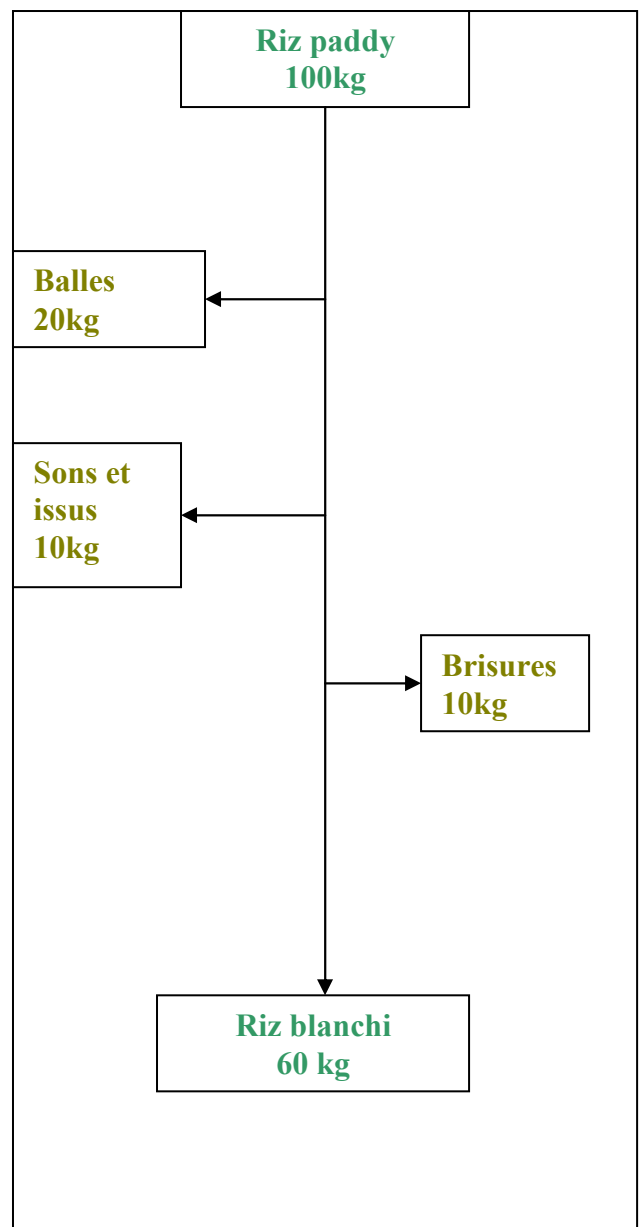 Riz paddy
100kg
Balles
20kg
Sons et
issus
10kg
Brisures
10kg
Riz blanchi
60 kg